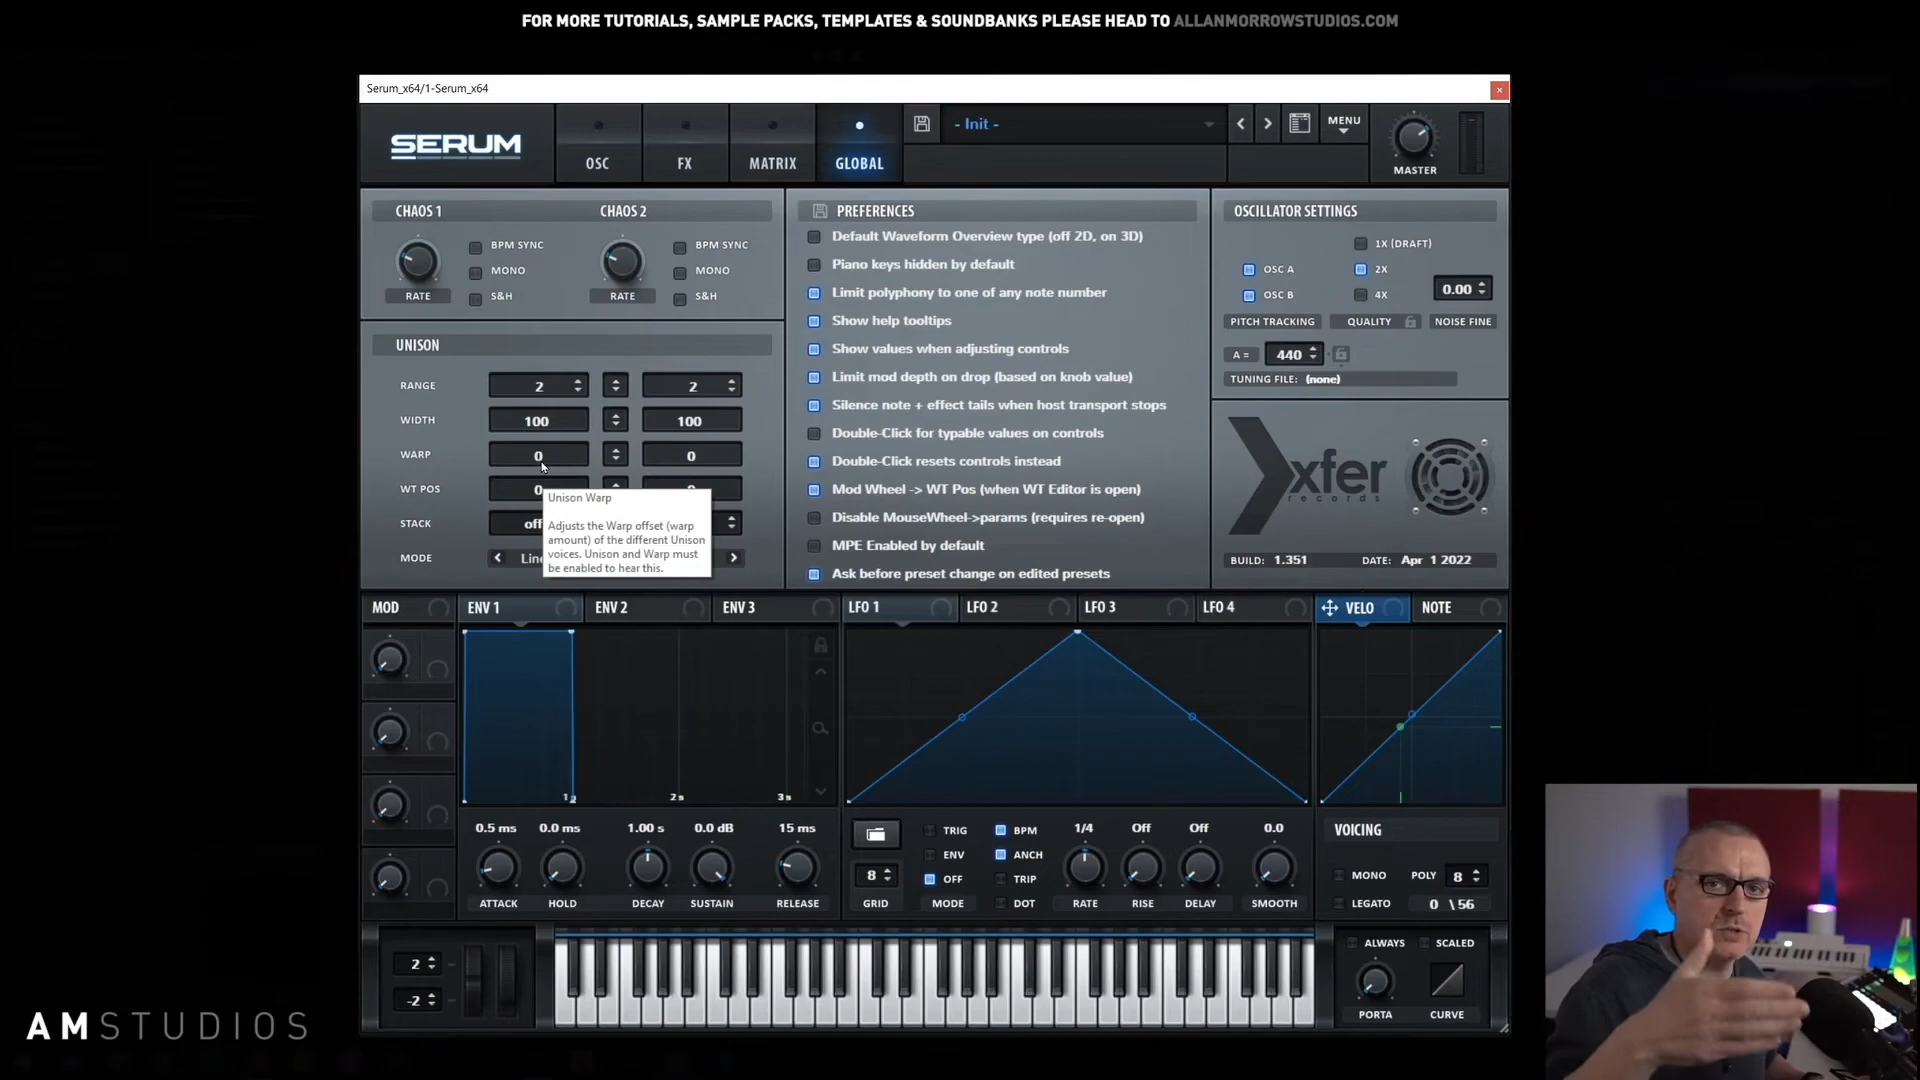 FOR MORE TUTORIALS, SAMPLE PACKS, TEMPLATES & SOUNDBANKS PLEASE HEAD TO ALLANMORROWSTUDIOS.COM
Serum_x64/1-Serum_x64
SERUM
OSC
FX
MATRIX
GLOBAL
- Init -
MENU
MASTER
CHAOS 1
CHAOS 2
BPM SYNC
MONO
S&H
RATE
BPM SYNC
MONO
S&H
RATE
UNISON
RANGE 2 2
WIDTH 100 100
WARP 0 0
WT POS 0
STACK off
MODE
Unison Warp
Adjusts the Warp offset (warp
amount) of the different Unison
voices. Unison and Warp must
be enabled to hear this.
PREFERENCES
Default Waveform Overview type (off 2D, on 3D)
Piano keys hidden by default
Limit polyphony to one of any note number
Show help tooltips
Show values when adjusting controls
Limit mod depth on drop (based on knob value)
Silence note + effect tails when host transport stops
Double-Click for typable values on controls
Double-Click resets controls instead
Mod Wheel -> WT Pos (when WT Editor is open)
Disable MouseWheel->params (requires re-open)
MPE Enabled by default
Ask before preset change on edited presets
OSCILLATOR SETTINGS
1X (DRAFT)
OSC A 2X
OSC B 4X
0.00
PITCH TRACKING QUALITY NOISE FINE
A = 440
TUNING FILE: (none)
xfer
records
BUILD: 1.351 DATE: Apr 1 2022
MOD ENV 1 ENV 2 ENV 3 LFO 1 LFO 2 LFO 3 LFO 4 VELO NOTE
2s 3s
0.5 ms 0.0 ms 1.00 s 0.0 dB 15 ms
ATTACK HOLD DECAY SUSTAIN RELEASE
8
GRID
TRIG
ENV
OFF
MODE
BPM
ANCH
TRIP
DOT
1/4 Off Off 0.0
RATE RISE DELAY SMOOTH
VOICING
MONO POLY 8
LEGATO 0 \ 56
2
-2
ALWAYS SCALED
PORTA CURVE
AMSTUDIOS